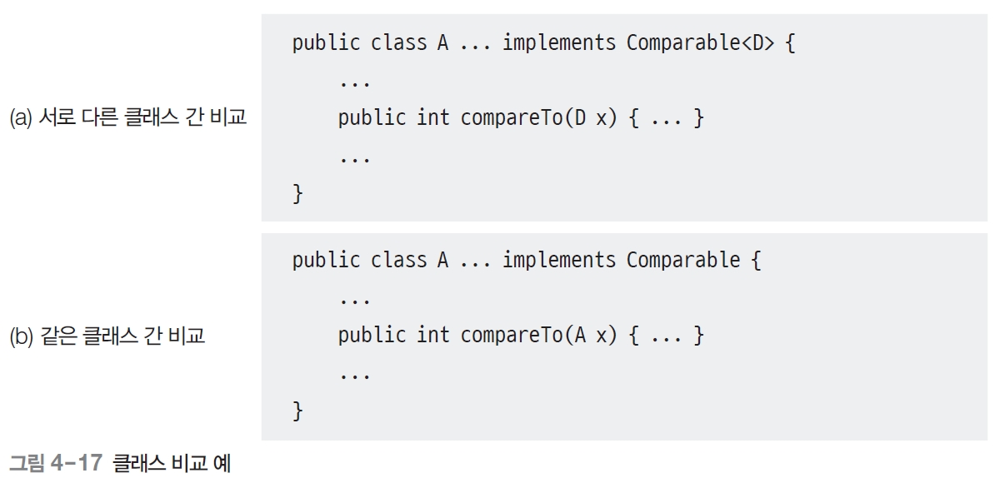 (a) 서로 다른 클래스 간 비교
public class A ... implements Comparable<D> {
...
public int compareTo(D x) { ... }
...
}
(b) 같은 클래스 간 비교
public class A ... implements Comparable {
...
public int compareTo(A x) { ... }
...
}
그림 4-17 클래스 비교 예